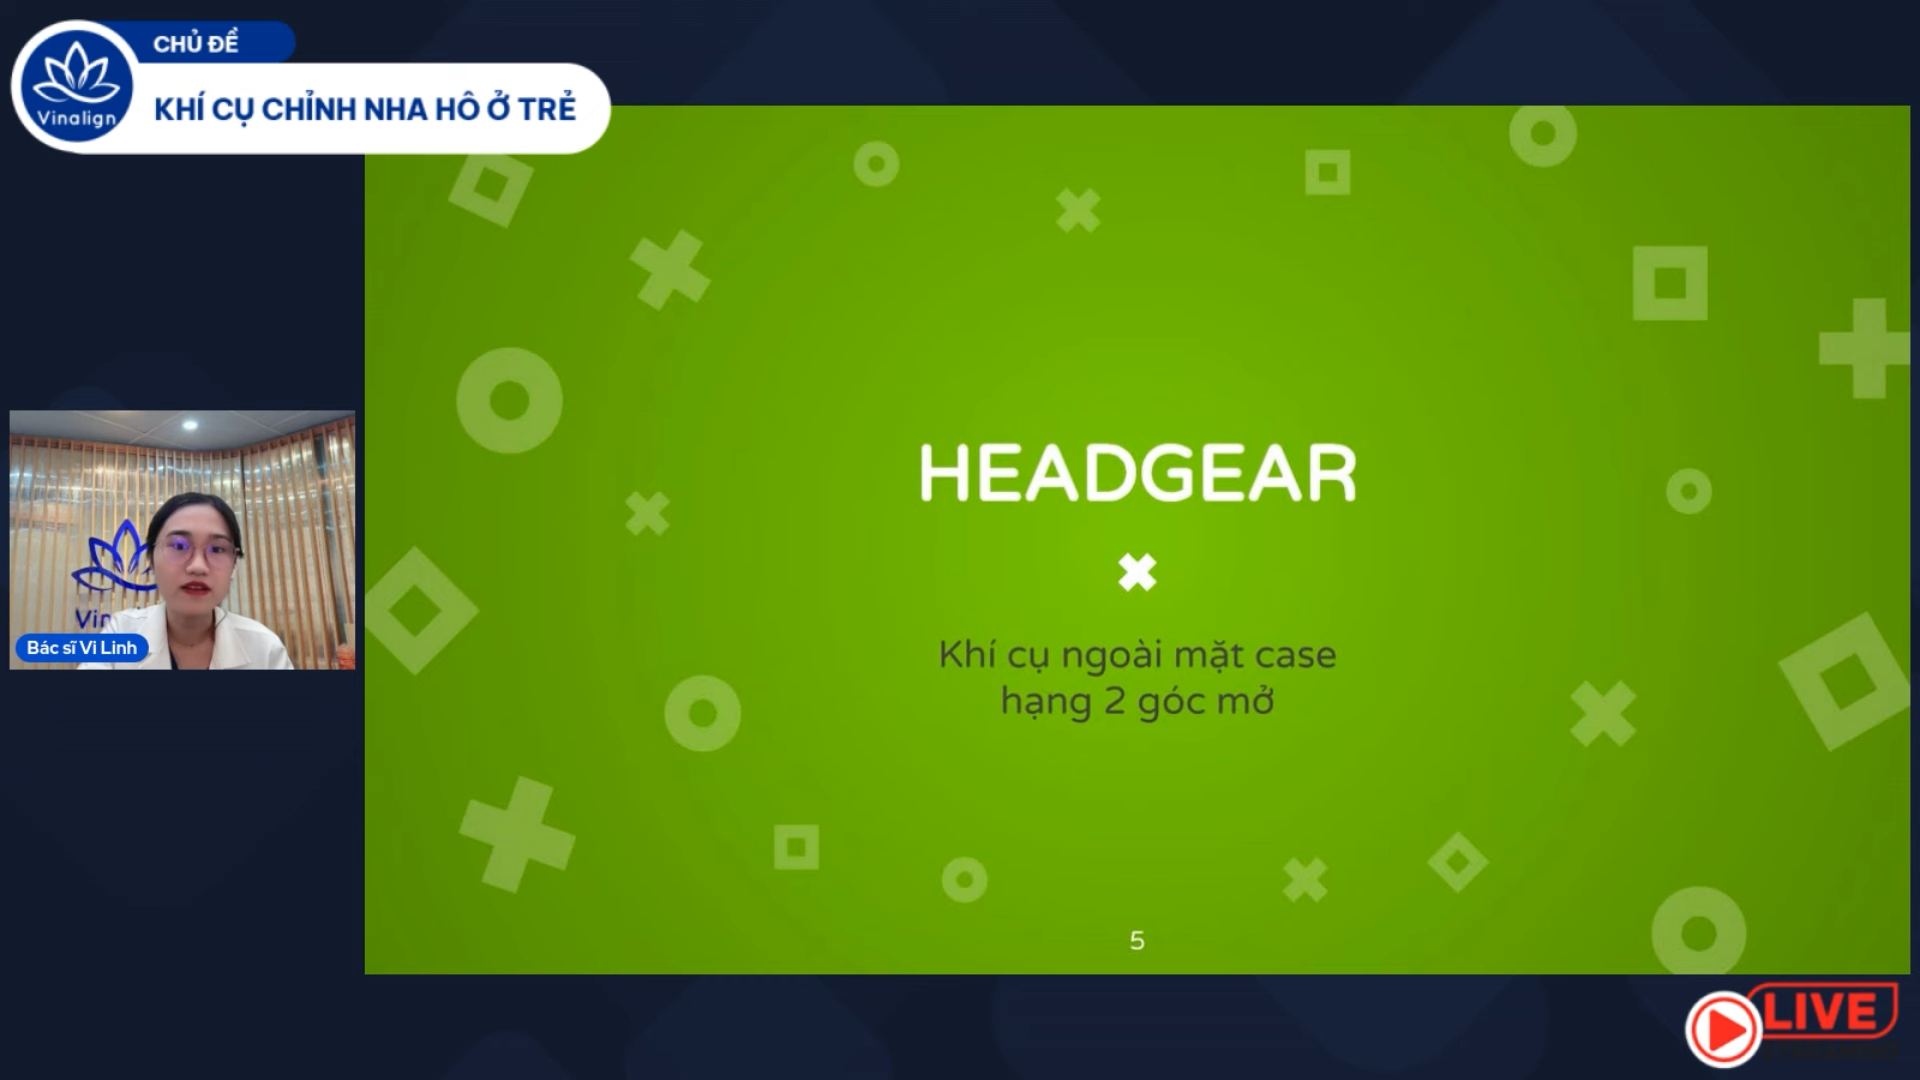 CHỦ ĐỀ
KHÍ CỤ CHỈNH NHA HÔ Ở TRẺ
Vinalign
HEADGEAR
Khí cụ ngoài mặt case
hạng 2 góc mở
Vin
Bác sĩ Vi Linh
5
LIVE